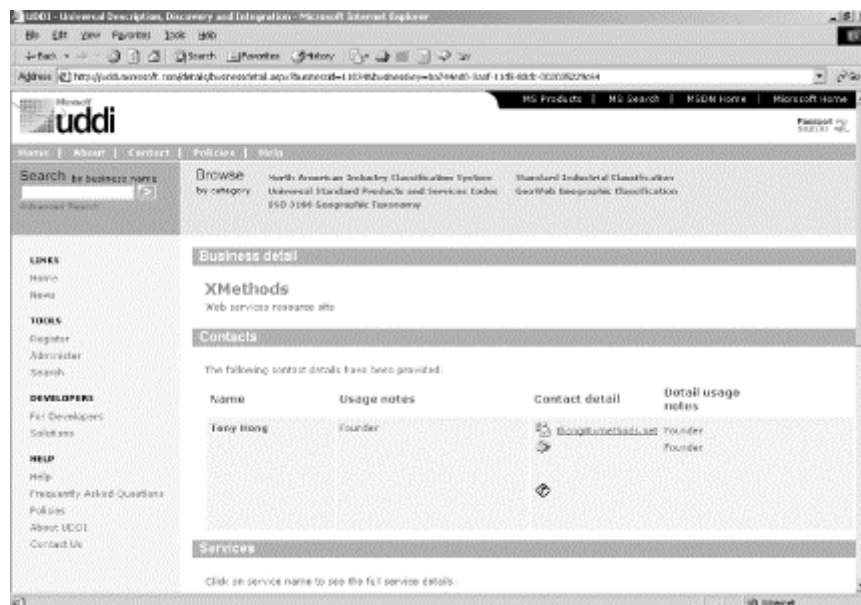 UDDI - Universal Description, Discovery and Integration - Microsoft Internet Explorer
File Edit View Favorites Tools Help
Back Search Favorites History
Address
MS Products | MS Search | MSDN Home | Microsoft Home
Microsoft
uddi
Passport
Home | About | Contact | Policies | Help
Search by business name
Advanced Search
Browse
by category
North American Industry Classification System
Universal Standard Products and Services Codes
ISO 3166 Geographic Taxonomy
Standard Industrial Classification
GeoWeb Geographic Classification
LINKS
Home
News
TOOLS
Register
Administer
Search
DEVELOPERS
For Developers
Solutions
HELP
Help
Frequently Asked Questions
Policies
About UDDI
Contact Us
Business detail
XMethods
Web services resource site
Contacts
The following contact details have been provided:
Name Usage notes Contact detail Detail usage notes
Tony Hong Founder thong@xmethods.net Founder
Founder
Services
Click on service name to see the full service details:
Internet